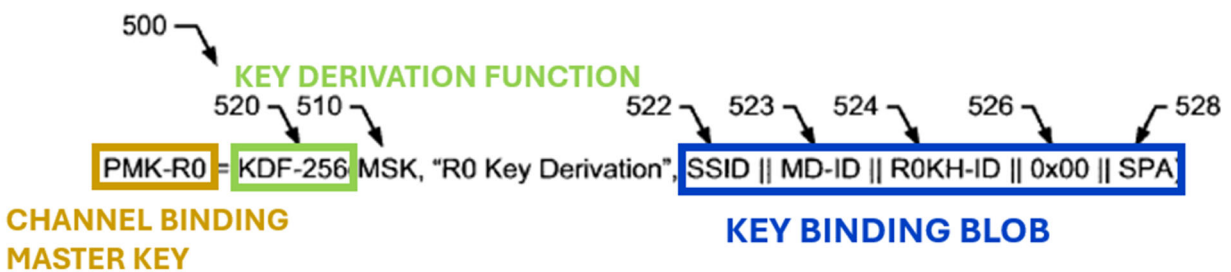 500
KEY DERIVATION FUNCTION
520 510 522 523 524 526 528
PMK-R0 = KDF-256 MSK, “R0 Key Derivation”, SSID || MD-ID || R0KH-ID || 0x00 || SPA)
CHANNEL BINDING
MASTER KEY
KEY BINDING BLOB